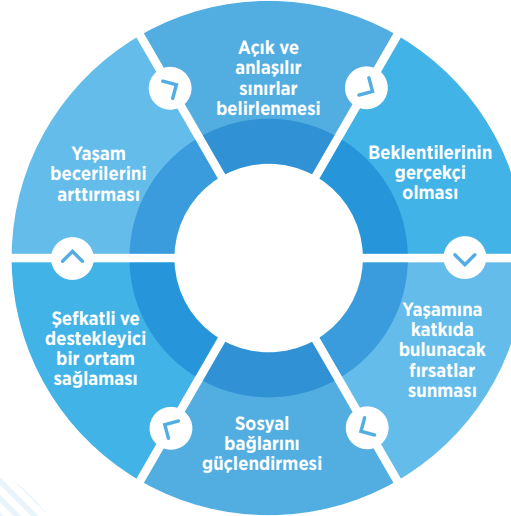 Açık ve
anlaşılır
sınırlar
belirlenmesi
Beklentilerinin
gerçekçi
olması
Yaşamına
katkıda
bulunacak
fırsatlar
sunması
Sosyal
bağlarını
güçlendirmesi
Şefkatli ve
destekleyici
bir ortam
sağlaması
Yaşam
becerilerini
arttırması